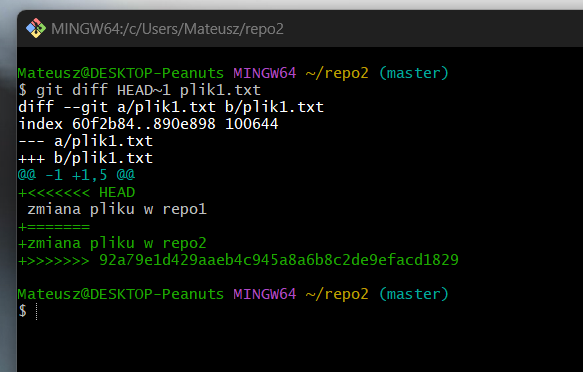 MINGW64:/c/Users/Mateusz/repo2
Mateusz@DESKTOP-Peanuts MINGW64 ~/repo2 (master)
$ git diff HEAD~1 plik1.txt
diff --git a/plik1.txt b/plik1.txt
index 60f2b84..890e898 100644
--- a/plik1.txt
+++ b/plik1.txt
@@ -1 +1,5 @@
+<<<<<<< HEAD
 zmiana pliku w repo1
+=======
+zmiana pliku w repo2
+>>>>>>> 92a79e1d429aaeb4c945a8a6b8c2de9efacd1829
Mateusz@DESKTOP-Peanuts MINGW64 ~/repo2 (master)
$